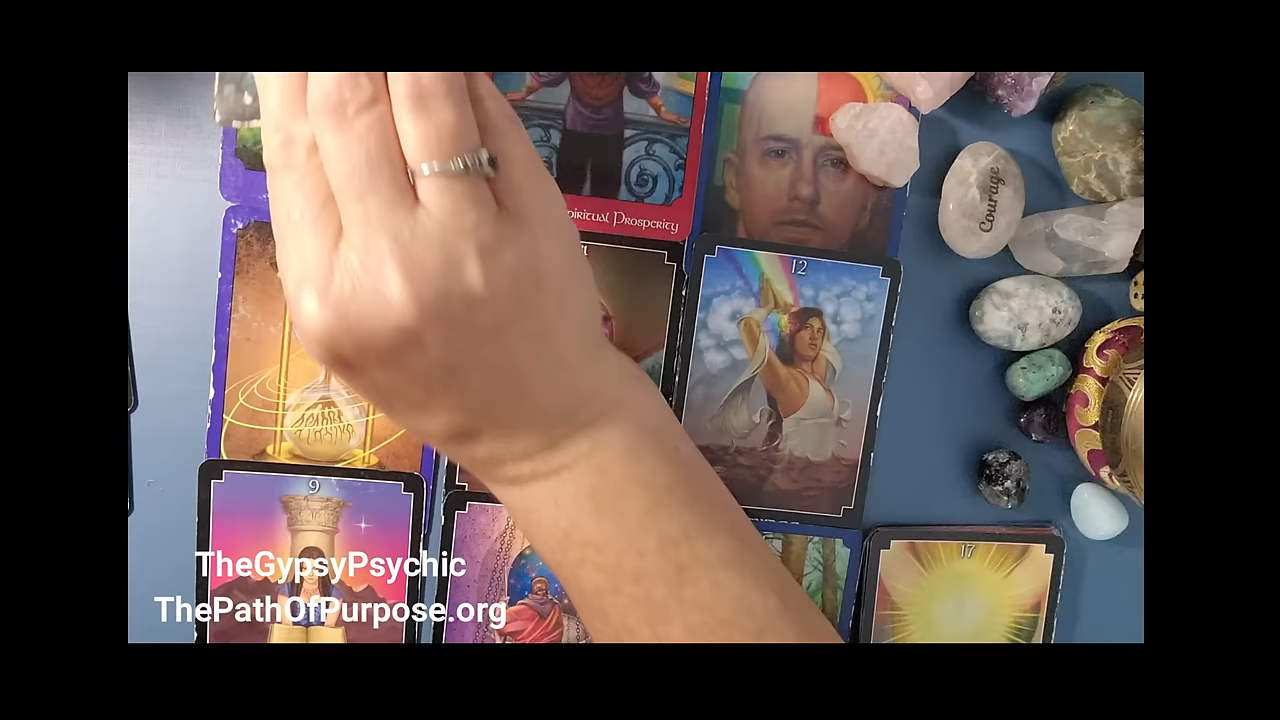 Spiritual Prosperity
Courage
12
9
17
TheGypsyPsychic
ThePathOfPurpose.org